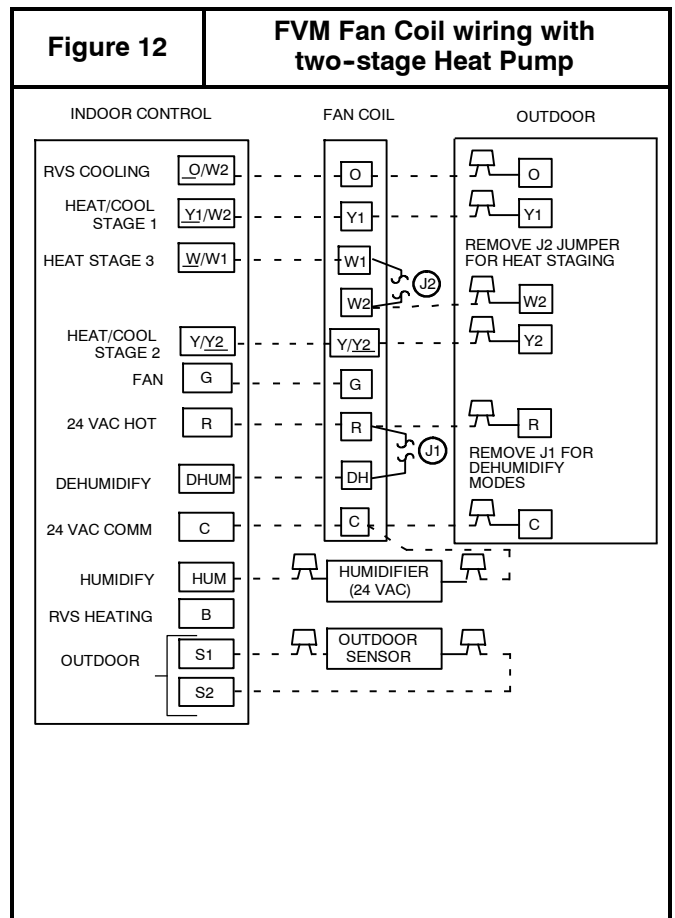 Figure 12
FVM Fan Coil wiring with
two-stage Heat Pump
INDOOR CONTROL
FAN COIL
OUTDOOR
RVS COOLING
O/W2
O
O
HEAT/COOL
STAGE 1
Y1/W2
Y1
Y1
HEAT STAGE 3
W/W1
W1
REMOVE J2 JUMPER
FOR HEAT STAGING
J2
W2
W2
HEAT/COOL
STAGE 2
Y/Y2
Y/Y2
Y2
FAN
G
G
24 VAC HOT
R
R
R
J1
REMOVE J1 FOR
DEHUMIDIFY
MODES
DEHUMIDIFY
DHUM
DH
24 VAC COMM
C
C
C
HUMIDIFY
HUM
HUMIDIFIER
(24 VAC)
RVS HEATING
B
OUTDOOR
S1
OUTDOOR
SENSOR
S2